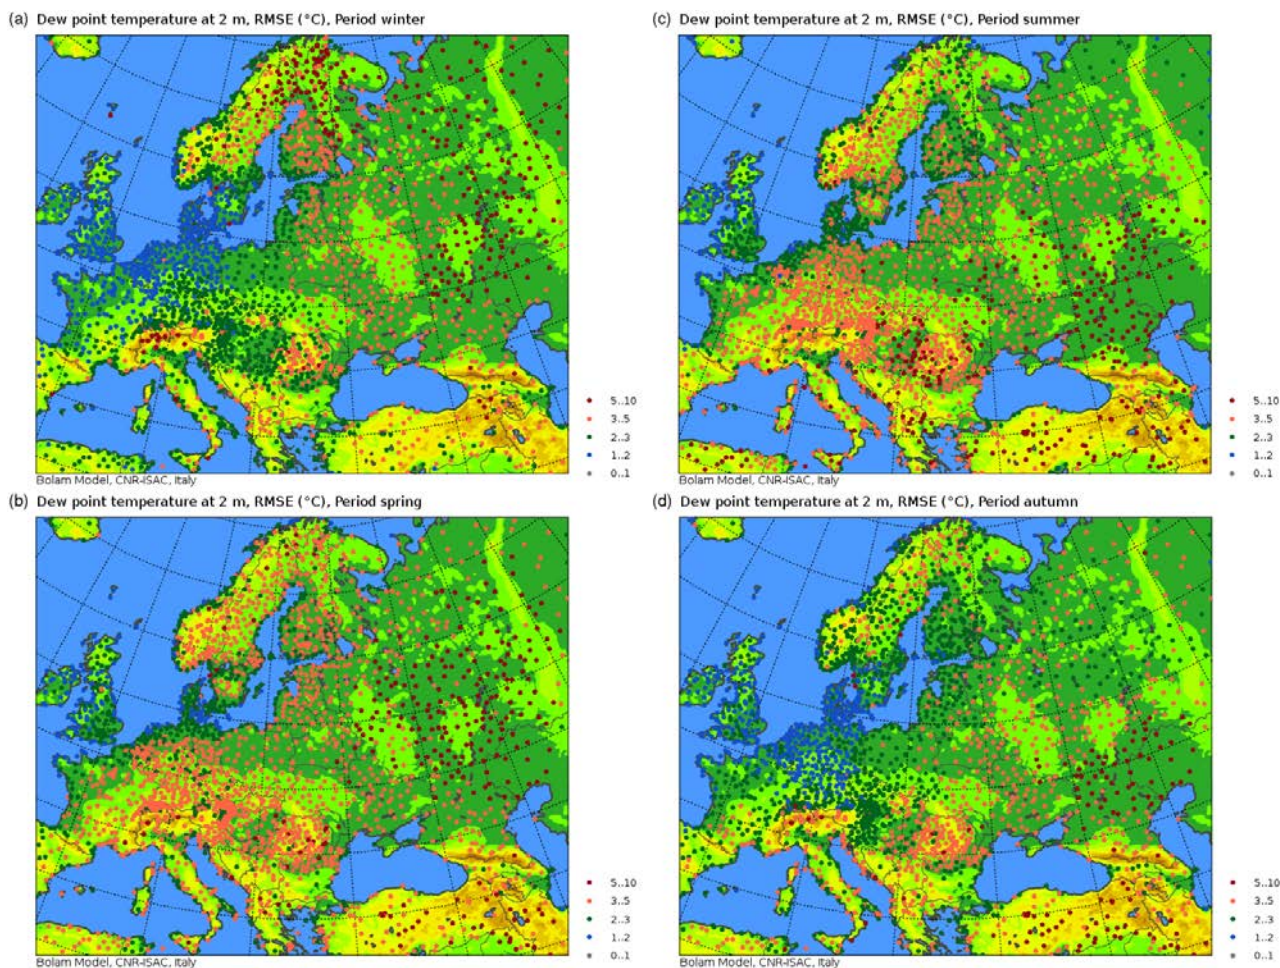 (a) Dew point temperature at 2 m, RMSE (°C), Period winter
5..10
3..5
2..3
1..2
0..1
Bolam Model, CNR-ISAC, Italy
(c) Dew point temperature at 2 m, RMSE (°C), Period summer
5..10
3..5
2..3
1..2
0..1
Bolam Model, CNR-ISAC, Italy
(b) Dew point temperature at 2 m, RMSE (°C), Period spring
5..10
3..5
2..3
1..2
0..1
Bolam Model, CNR-ISAC, Italy
(d) Dew point temperature at 2 m, RMSE (°C), Period autumn
5..10
3..5
2..3
1..2
0..1
Bolam Model, CNR-ISAC, Italy